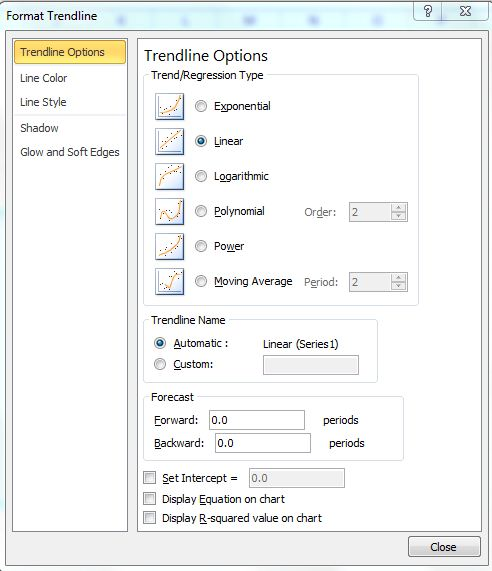 Format Trendline
Trendline Options
Line Color
Line Style
Shadow
Glow and Soft Edges
Trendline Options
Trend/Regression Type
Exponential
Linear
Logarithmic
Polynomial Order: 2
Power
Moving Average Period: 2
Trendline Name
Automatic : Linear (Series1)
Custom:
Forecast
Forward: 0.0 periods
Backward: 0.0 periods
Set Intercept = 0.0
Display Equation on chart
Display R-squared value on chart
Close